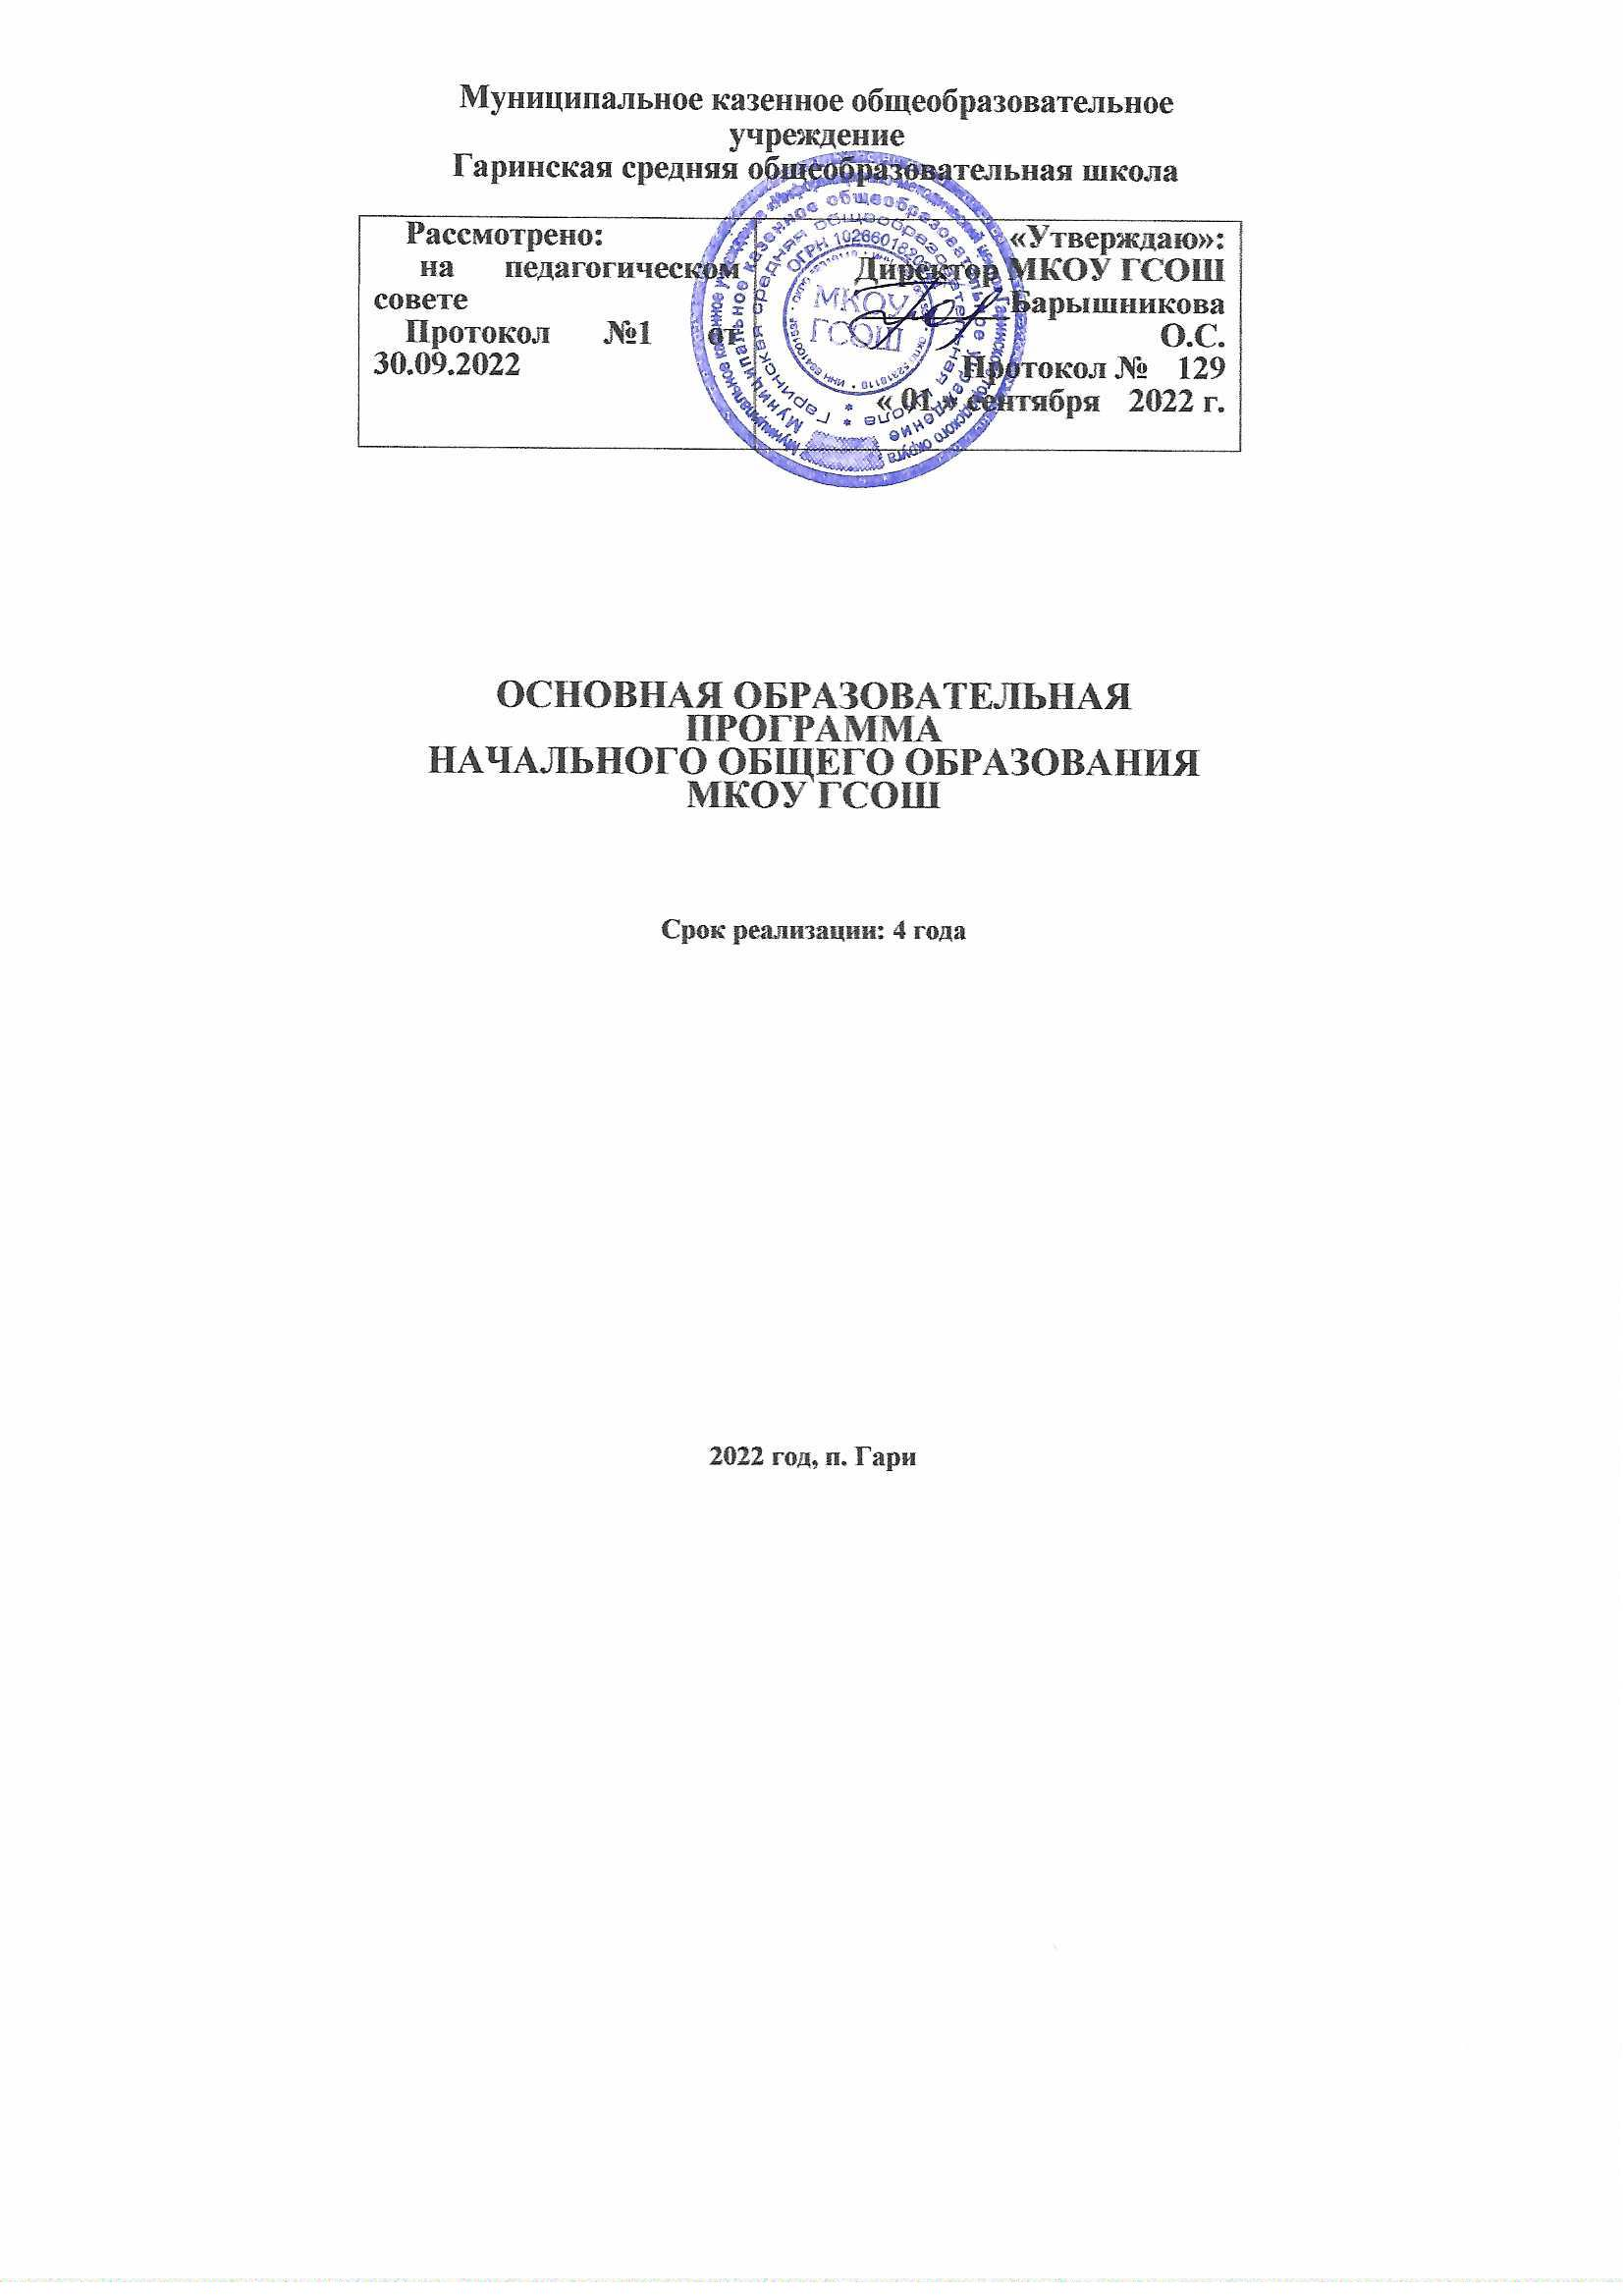 Муниципальное казенное общеобразовательное
учреждение
Гаринская средняя общеобразовательная школа
Рассмотрено:
на педагогическом
совете
Протокол №1 от
30.09.2022
«Утверждаю»:
Директор МКОУ ГСОШ
Барышникова
О.С.
Протокол № 129
« 01 » сентября 2022 г.
МКОУ
ГСОШ
ОСНОВНАЯ ОБРАЗОВАТЕЛЬНАЯ
ПРОГРАММА
НАЧАЛЬНОГО ОБЩЕГО ОБРАЗОВАНИЯ
МКОУ ГСОШ
Срок реализации: 4 года
2022 год, п. Гари